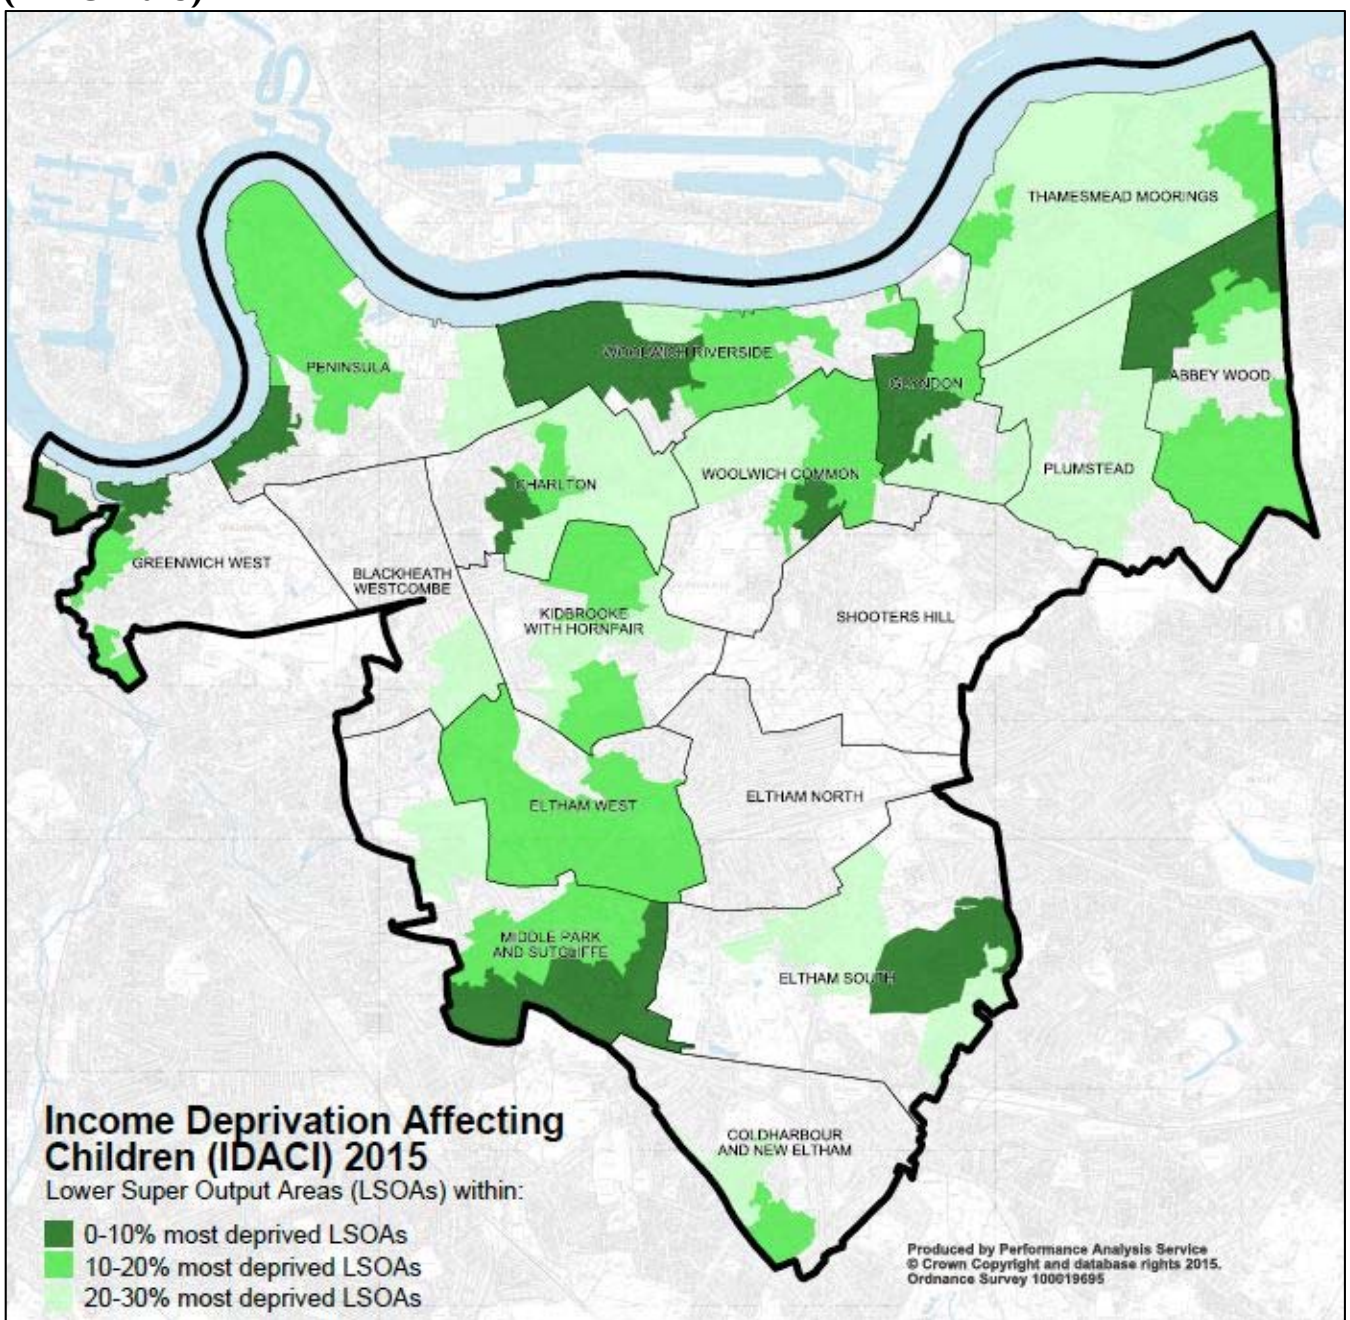 THAMESMEAD MOORINGS
WOOLWICH RIVERSIDE
PENINSULA
GLYNDON
ABBEY WOOD
PLUMSTEAD
WOOLWICH COMMON
CHARLTON
GREENWICH WEST
BLACKHEATH
WESTCOMBE
KIDBROOKE
WITH HORNFAIR
SHOOTERS HILL
ELTHAM WEST
ELTHAM NORTH
MIDDLE PARK
AND SUTCLIFFE
ELTHAM SOUTH
COLDHARBOUR
AND NEW ELTHAM
Income Deprivation Affecting
Children (IDACI) 2015
Lower Super Output Areas (LSOAs) within:
0-10% most deprived LSOAs
10-20% most deprived LSOAs
20-30% most deprived LSOAs
Produced by Performance Analysis Service
© Crown Copyright and database rights 2015.
Ordnance Survey 100019695